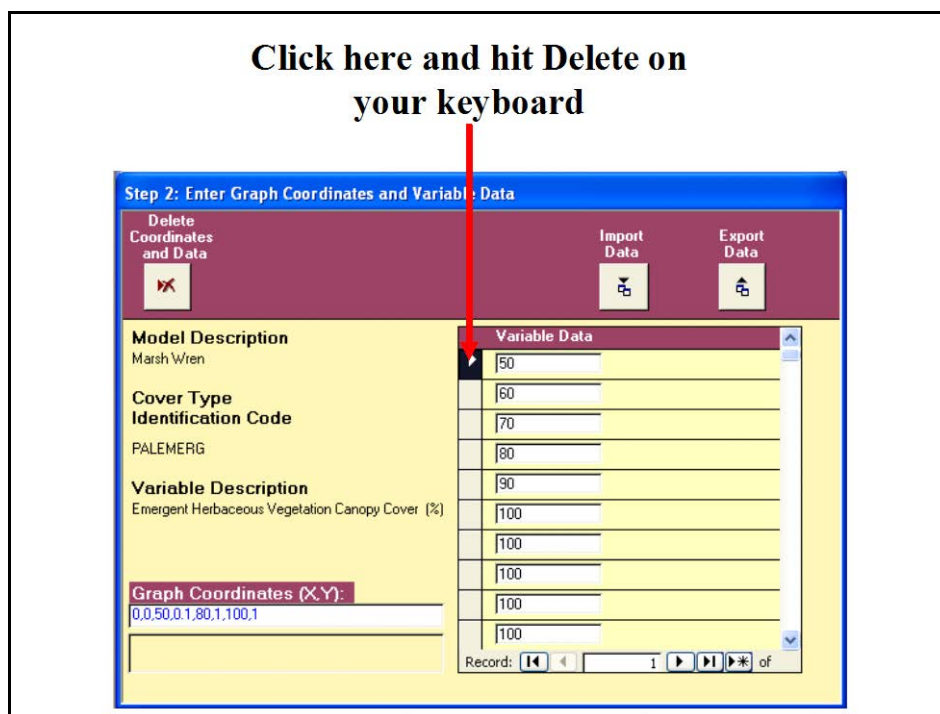 Click here and hit Delete on
your keyboard
Step 2: Enter Graph Coordinates and Variable Data
Delete
Coordinates
and Data
Import
Data
Export
Data
Model Description
Marsh Wren
Cover Type
Identification Code
PALEMERG
Variable Description
Emergent Herbaceous Vegetation Canopy Cover (%)
Graph Coordinates (X,Y):
0,0,50,0.1,80,1,100,1
Variable Data
50
60
70
80
90
100
100
100
100
100
Record: 1 of